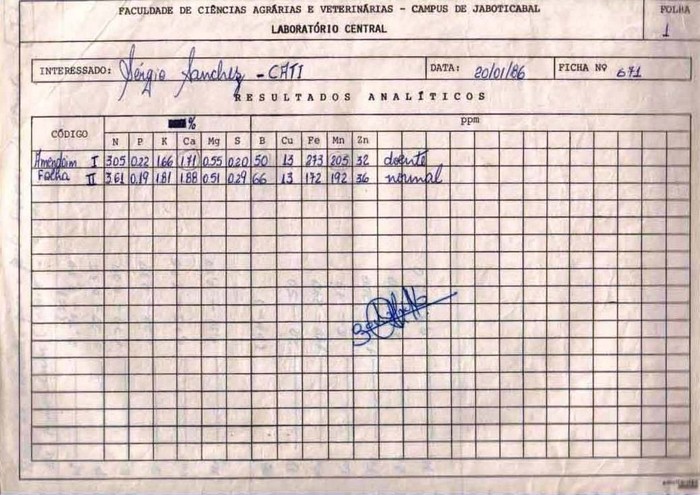 FACULDADE DE CIÊNCIAS AGRÁRIAS E VETERINÁRIAS - CAMPUS DE JABOTICABAL
FOLHA
LABORATÓRIO CENTRAL
1
INTERESSADO: Sérgio Sanchez - CATI DATA: 20/01/86 FICHA Nº 671
RESULTADOS ANALÍTICOS
CÓDIGO % ppm
N P K Ca Mg S B Cu Fe Mn Zn
Amendoim I 3.05 0.22 1.66 1.71 0.55 0.20 50 13 273 205 32 doente
Folha II 3.61 0.19 1.81 1.88 0.51 0.29 66 13 172 192 36 normal